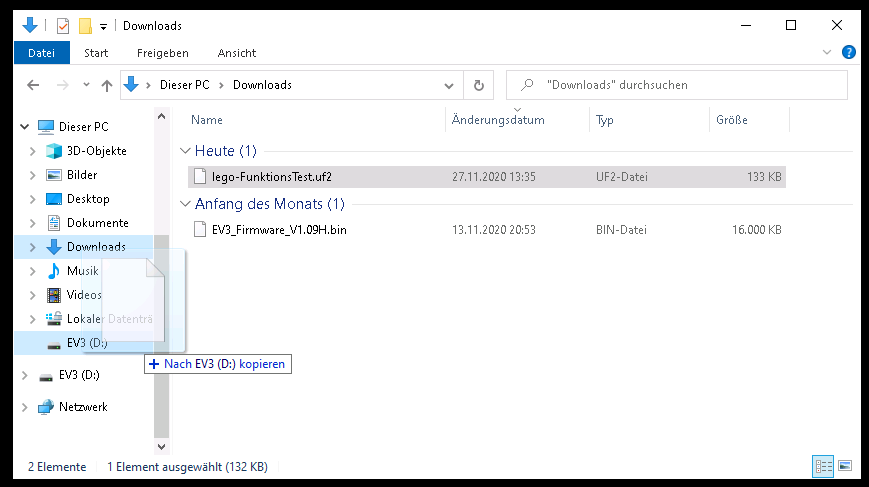 Downloads
Datei Start Freigeben Ansicht
Dieser PC Downloads "Downloads" durchsuchen
Name Änderungsdatum Typ Größe
Dieser PC
3D-Objekte
Bilder
Desktop
Dokumente
Downloads
Musik
Videos
Lokaler Datenträ
EV3 (D:)
EV3 (D:)
Netzwerk
Heute (1)
lego-FunktionsTest.uf2 27.11.2020 13:35 UF2-Datei 133 KB
Anfang des Monats (1)
EV3_Firmware_V1.09H.bin 13.11.2020 20:53 BIN-Datei 16.000 KB
Nach EV3 (D:) kopieren
2 Elemente 1 Element ausgewählt (132 KB)